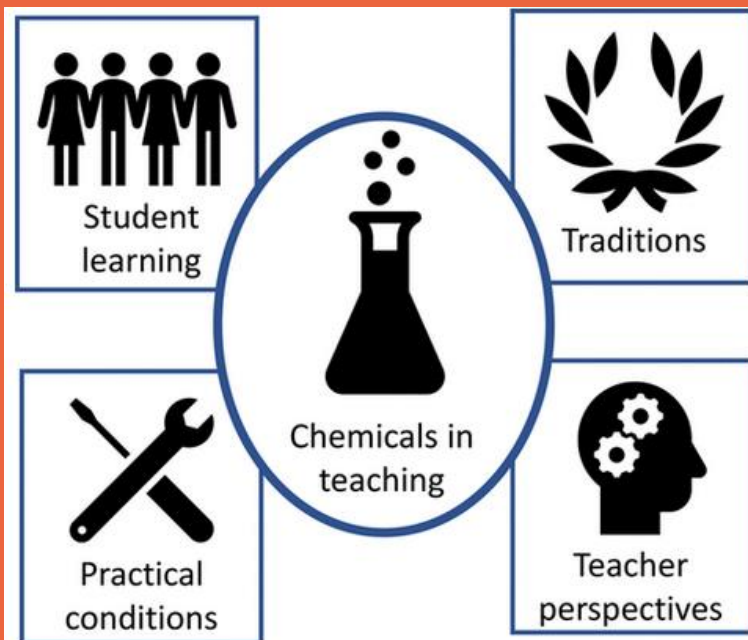 Student
learning
Traditions
Chemicals in
teaching
Practical
conditions
Teacher
perspectives